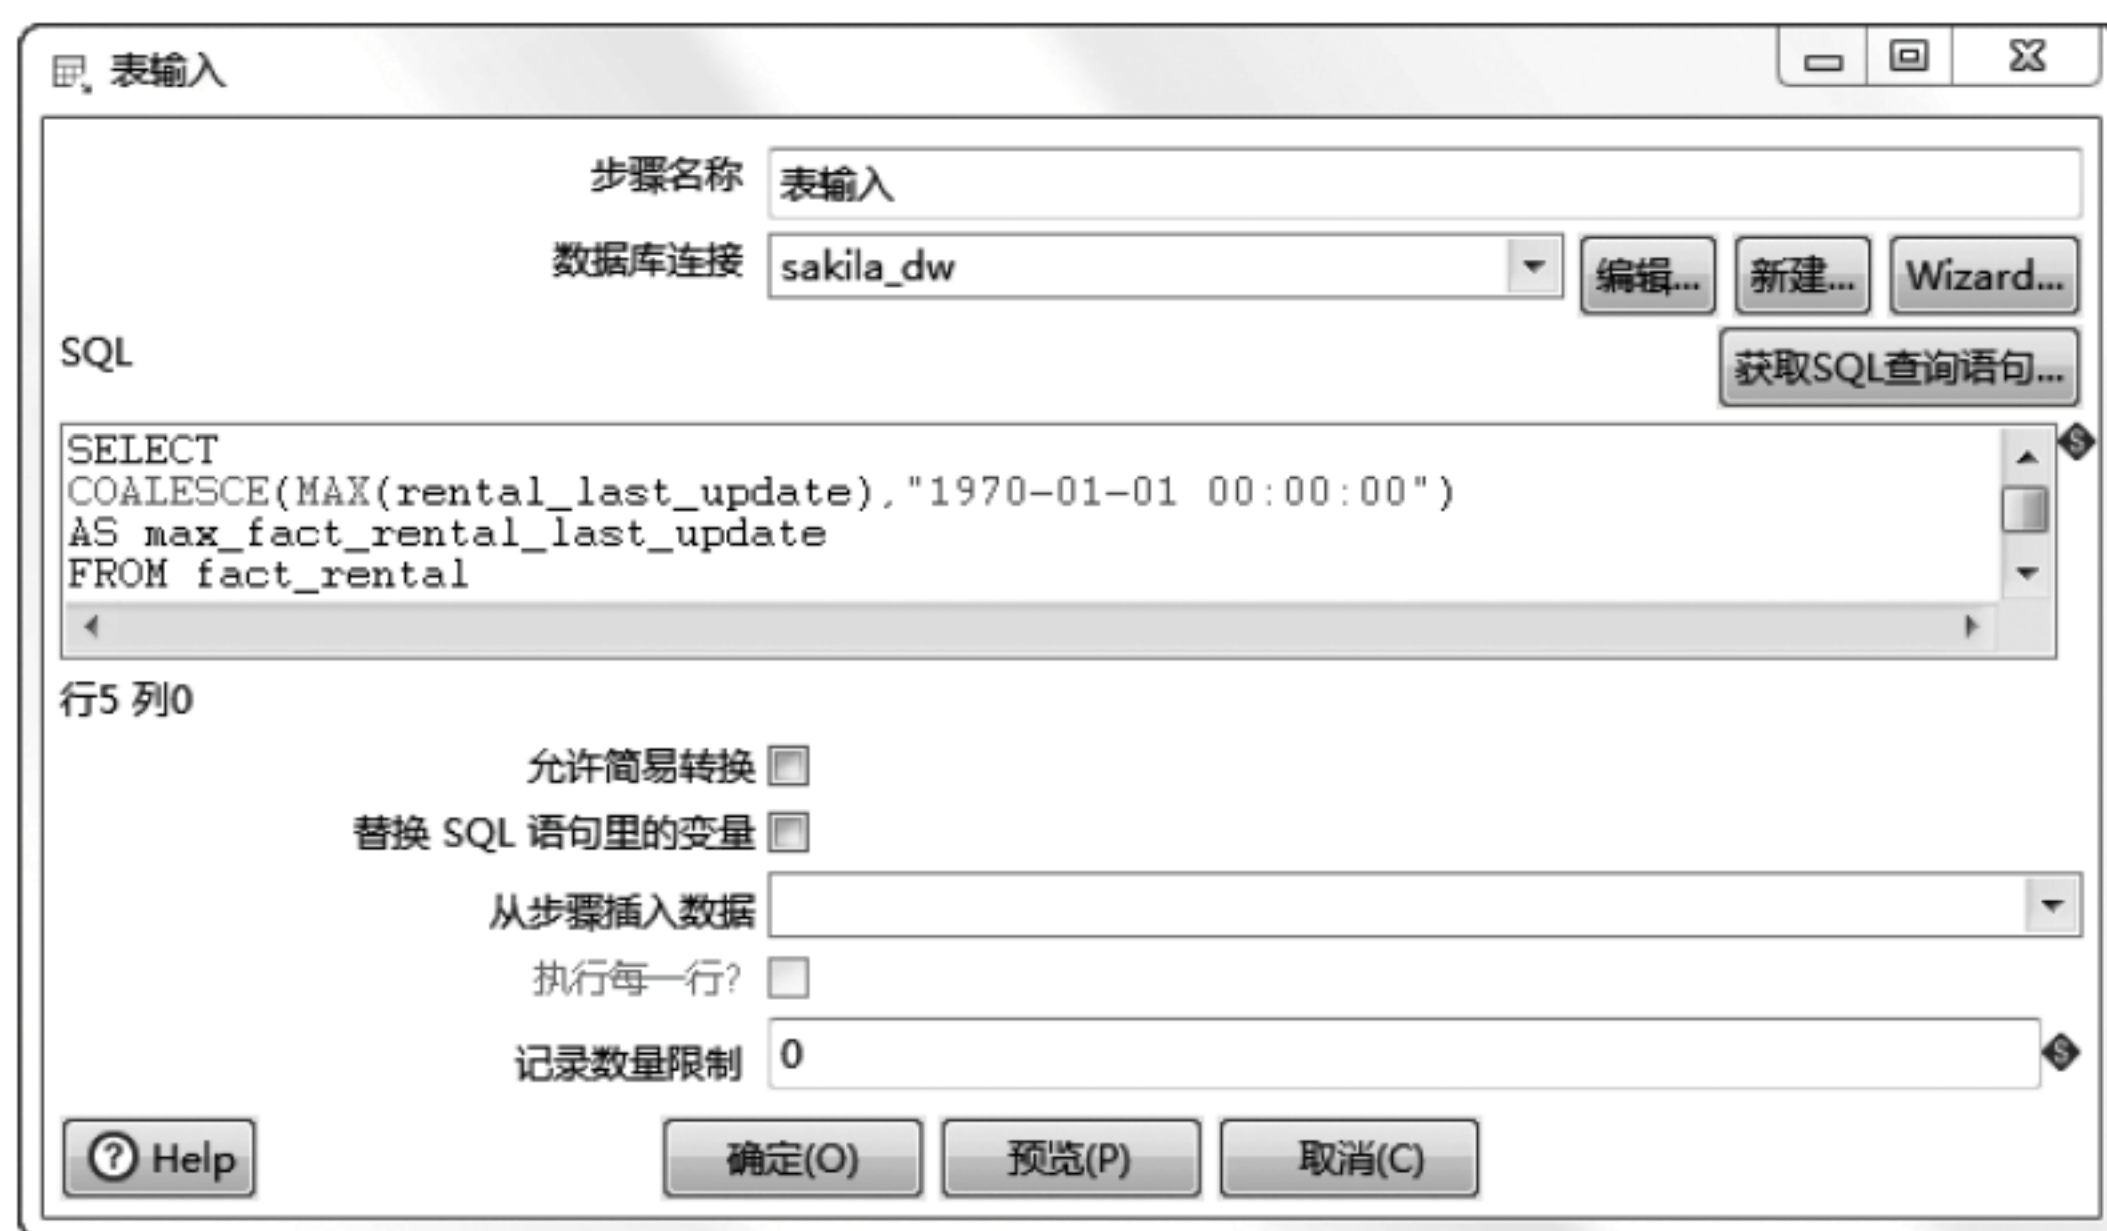 表输入
步骤名称 表输入
数据库连接 sakila_dw 编辑... 新建... Wizard...
SQL 获取SQL查询语句...
SELECT
COALESCE(MAX(rental_last_update),"1970-01-01 00:00:00")
AS max_fact_rental_last_update
FROM fact_rental
行5 列0
允许简易转换
替换 SQL 语句里的变量
从步骤插入数据
执行每一行?
记录数量限制 0
Help 确定(O) 预览(P) 取消(C)